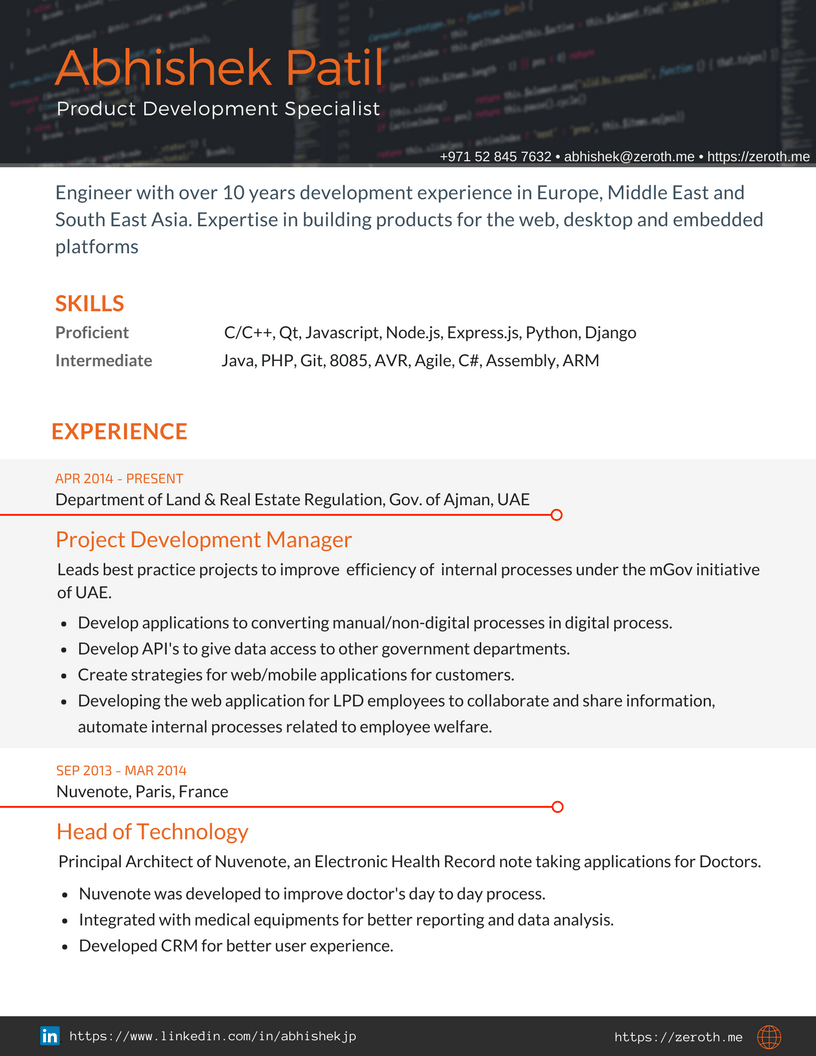 Abhishek Patil
Product Development Specialist
+971 52 845 7632 • abhishek@zeroth.me • https://zeroth.me
Engineer with over 10 years development experience in Europe, Middle East and
South East Asia. Expertise in building products for the web, desktop and embedded
platforms
SKILLS
Proficient C/C++, Qt, Javascript, Node.js, Express.js, Python, Django
Intermediate Java, PHP, Git, 8085, AVR, Agile, C#, Assembly, ARM
EXPERIENCE
APR 2014 - PRESENT
Department of Land & Real Estate Regulation, Gov. of Ajman, UAE
Project Development Manager
Leads best practice projects to improve efficiency of internal processes under the mGov initiative
of UAE.
• Develop applications to converting manual/non-digital processes in digital process.
• Develop API's to give data access to other government departments.
• Create strategies for web/mobile applications for customers.
• Developing the web application for LPD employees to collaborate and share information,
automate internal processes related to employee welfare.
SEP 2013 - MAR 2014
Nuvenote, Paris, France
Head of Technology
Principal Architect of Nuvenote, an Electronic Health Record note taking applications for Doctors.
• Nuvenote was developed to improve doctor's day to day process.
• Integrated with medical equipments for better reporting and data analysis.
• Developed CRM for better user experience.
in https://www.linkedin.com/in/abhishekjp
https://zeroth.me